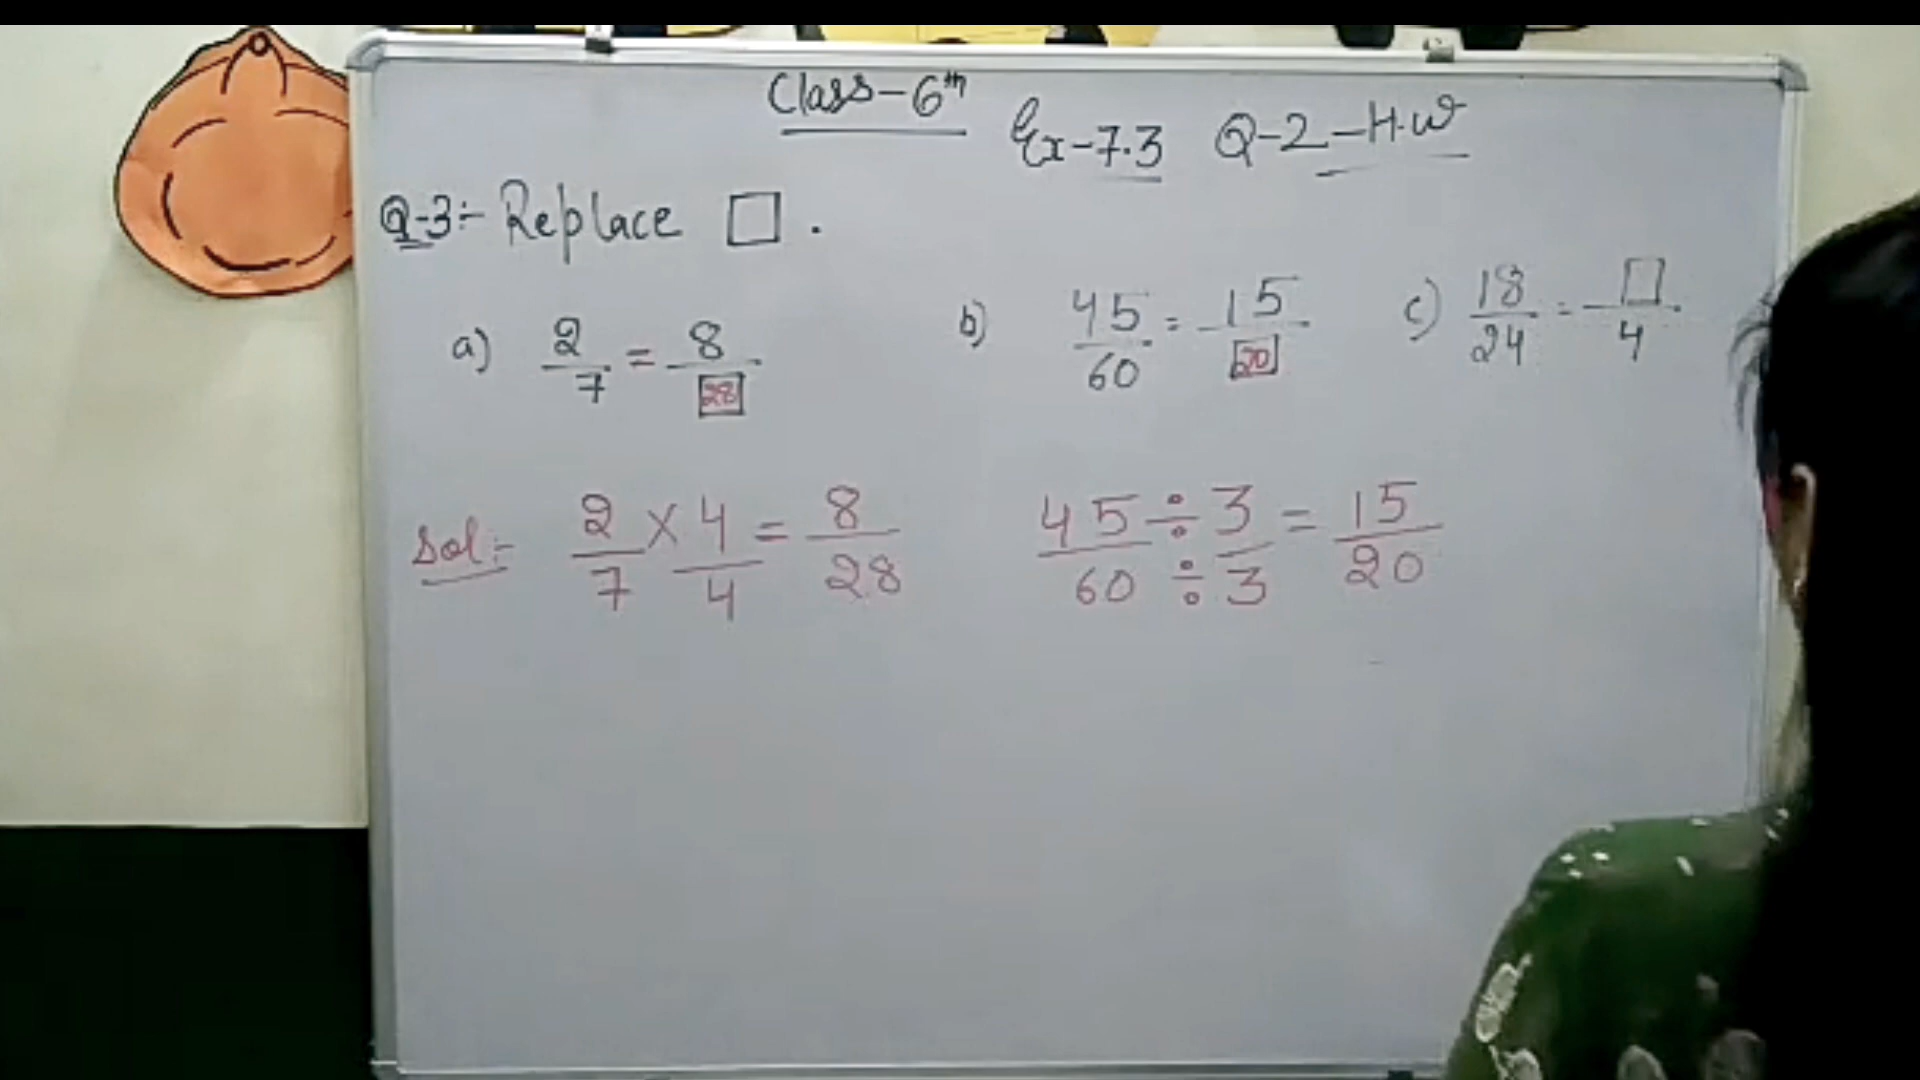 Class-6th
Ex-7.3 Q-2-H.W
Q-3:- Replace □.
a) 2/7 = 8/28
b) 45/60 = 15/20
c) 18/24 = □/4
Sol:- 2/7 × 4/4 = 8/28
45/60 ÷ 3/÷ 3 = 15/20